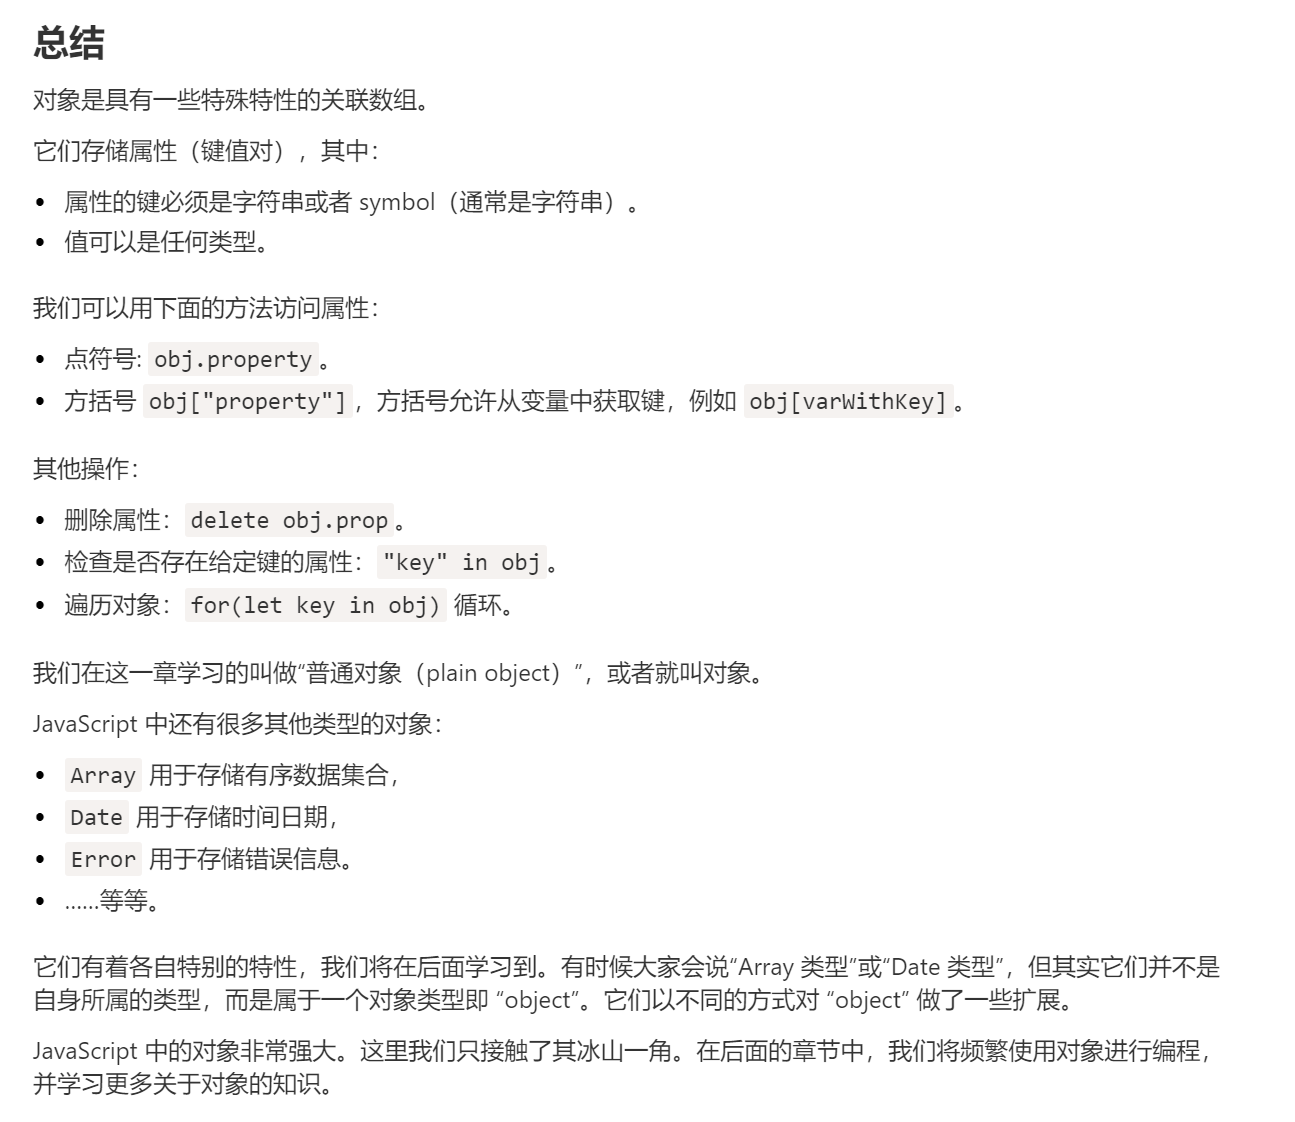 总结
对象是具有一些特殊特性的关联数组。
它们存储属性（键值对），其中：
• 属性的键必须是字符串或者 symbol（通常是字符串）。
• 值可以是任何类型。
我们可以用下面的方法访问属性：
• 点符号: obj.property。
• 方括号 obj["property"]，方括号允许从变量中获取键，例如 obj[varWithKey]。
其他操作：
• 删除属性：delete obj.prop。
• 检查是否存在给定键的属性："key" in obj。
• 遍历对象：for(let key in obj) 循环。
我们在这一章学习的叫做“普通对象（plain object）”，或者就叫对象。
JavaScript 中还有很多其他类型的对象：
• Array 用于存储有序数据集合，
• Date 用于存储时间日期，
• Error 用于存储错误信息。
• ……等等。
它们有着各自特别的特性，我们将在后面学习到。有时候大家会说“Array 类型”或“Date 类型”，但其实它们并不是
自身所属的类型，而是属于一个对象类型即 “object”。它们以不同的方式对 “object” 做了一些扩展。
JavaScript 中的对象非常强大。这里我们只接触了其冰山一角。在后面的章节中，我们将频繁使用对象进行编程，
并学习更多关于对象的知识。